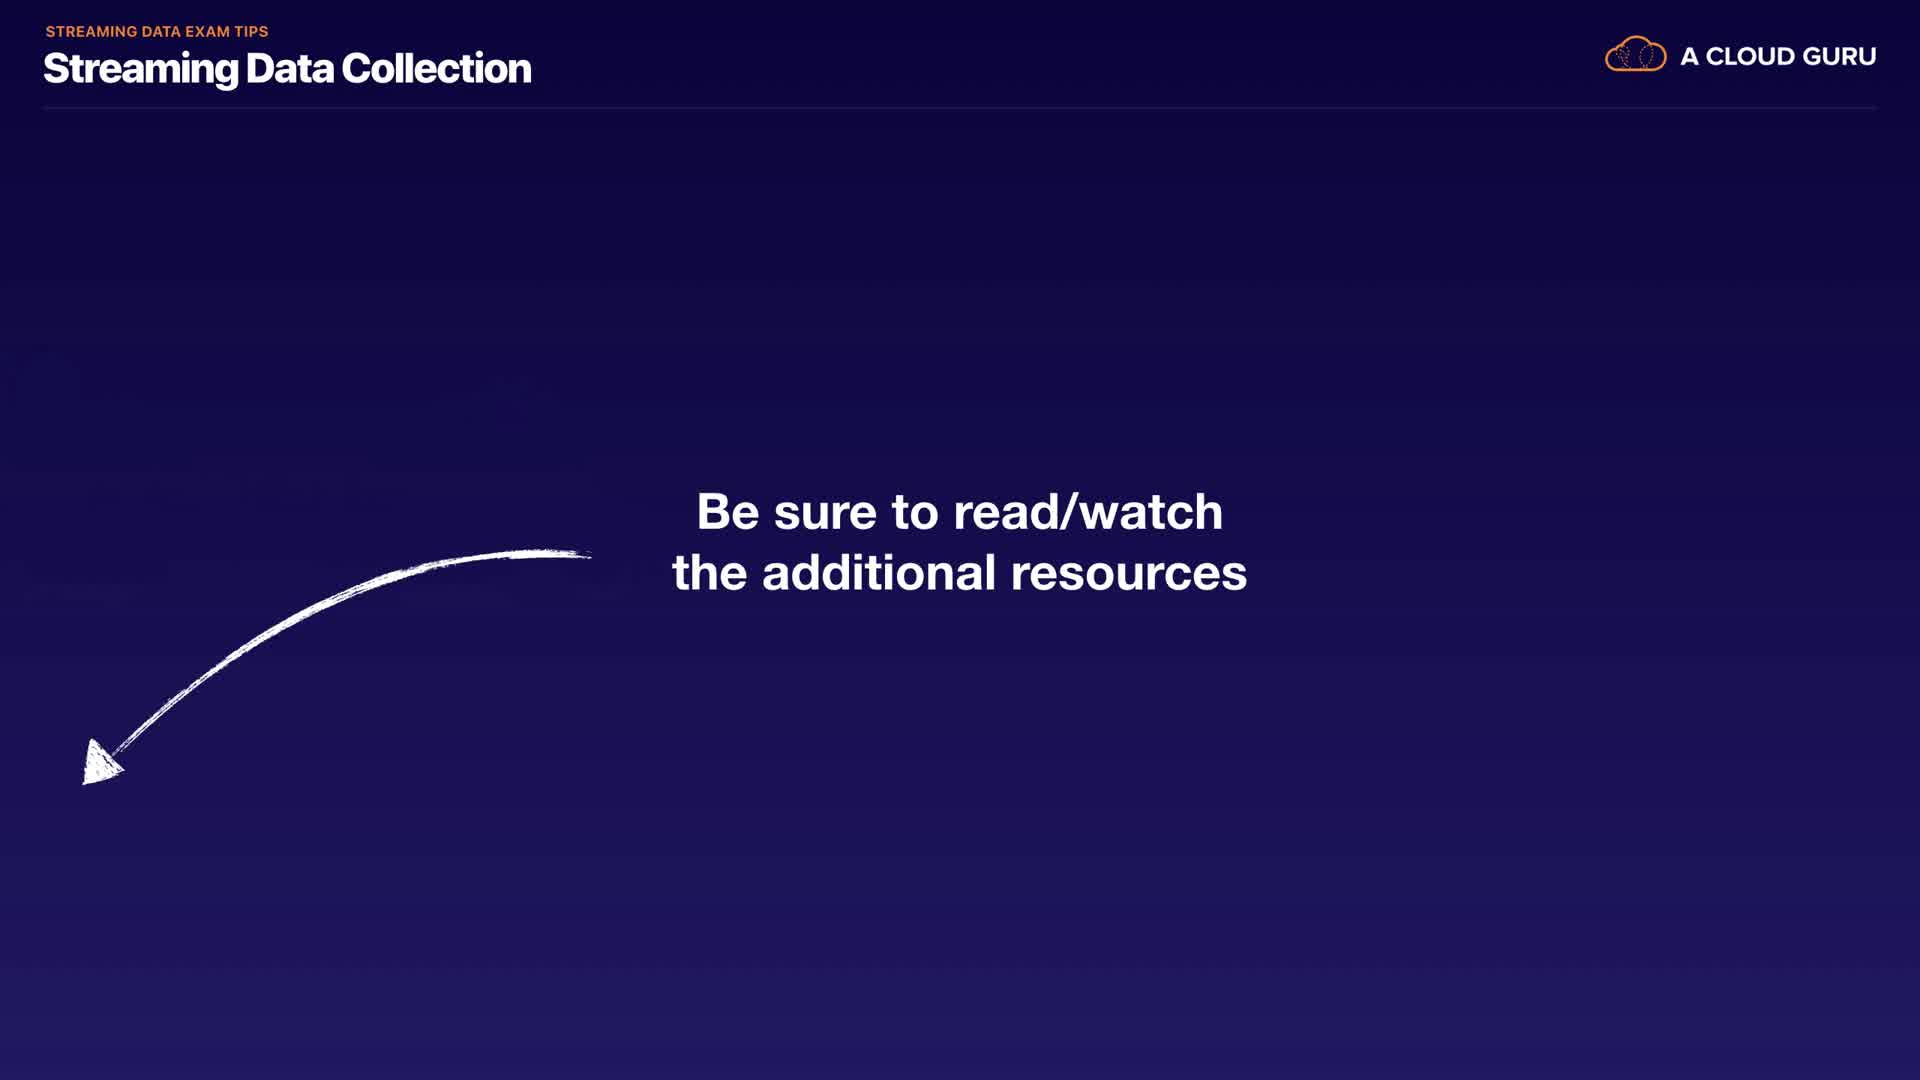 STREAMING DATA EXAM TIPS
Streaming Data Collection
A CLOUD GURU
Be sure to read/watch
the additional resources